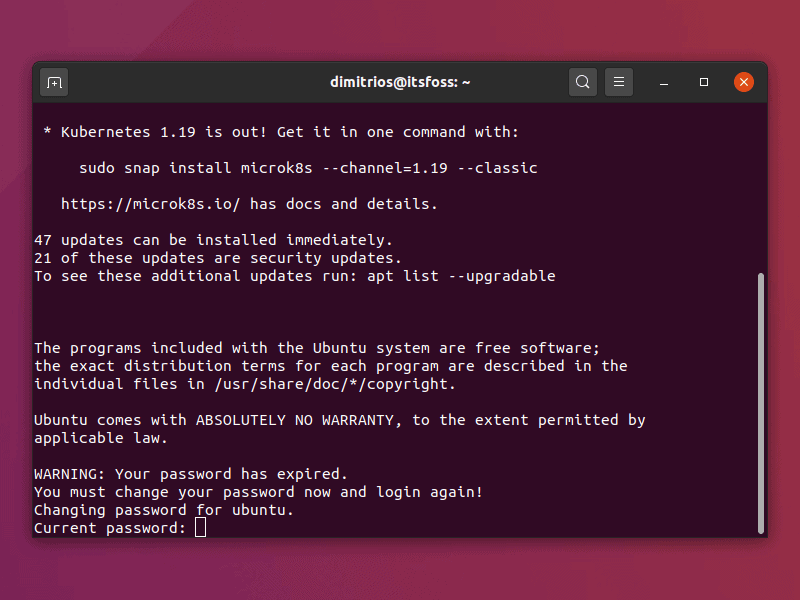 dimitrios@itsfoss: ~
* Kubernetes 1.19 is out! Get it in one command with:
sudo snap install microk8s --channel=1.19 --classic
https://microk8s.io/ has docs and details.
47 updates can be installed immediately.
21 of these updates are security updates.
To see these additional updates run: apt list --upgradable
The programs included with the Ubuntu system are free software;
the exact distribution terms for each program are described in the
individual files in /usr/share/doc/*/copyright.
Ubuntu comes with ABSOLUTELY NO WARRANTY, to the extent permitted by
applicable law.
WARNING: Your password has expired.
You must change your password now and login again!
Changing password for ubuntu.
Current password: